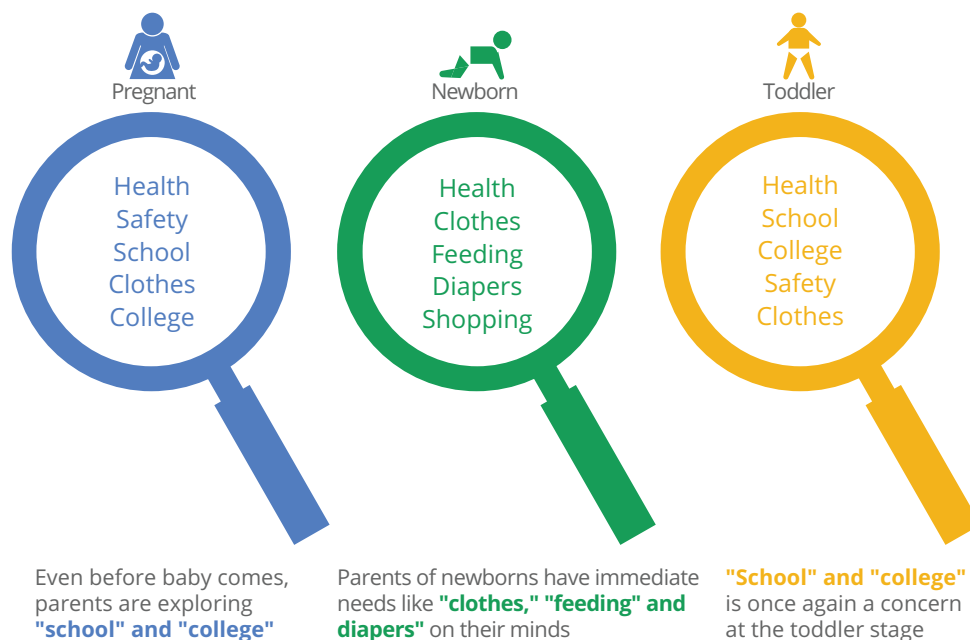 Pregnant
Health
Safety
School
Clothes
College
Even before baby comes,
parents are exploring
"school" and "college"
Newborn
Health
Clothes
Feeding
Diapers
Shopping
Parents of newborns have immediate
needs like "clothes," "feeding" and
diapers" on their minds
Toddler
Health
School
College
Safety
Clothes
"School" and "college"
is once again a concern
at the toddler stage